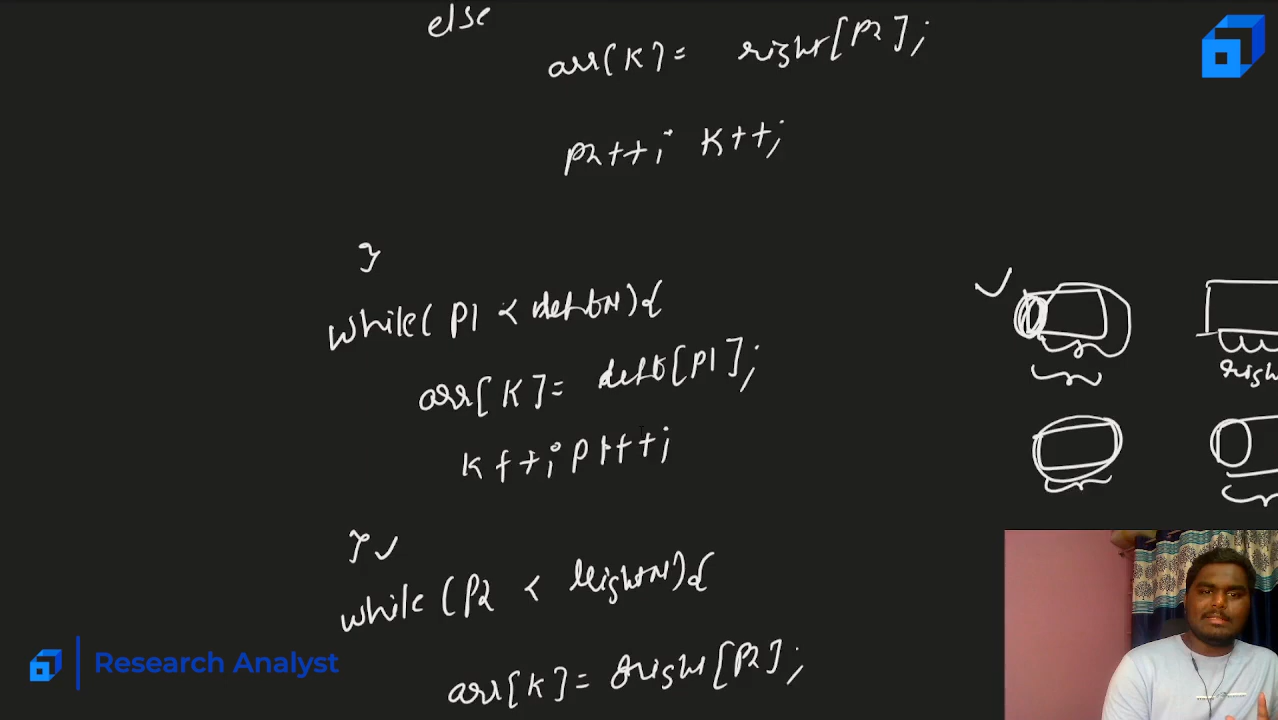 else
arr[K] = right[P2];
P2++; K++;
}
while( P1 < leftN){
arr[K] = left[P1];
K++; P1++;
}
while (P2 < rightN){
arr[K] = right[P2];
right
Research Analyst